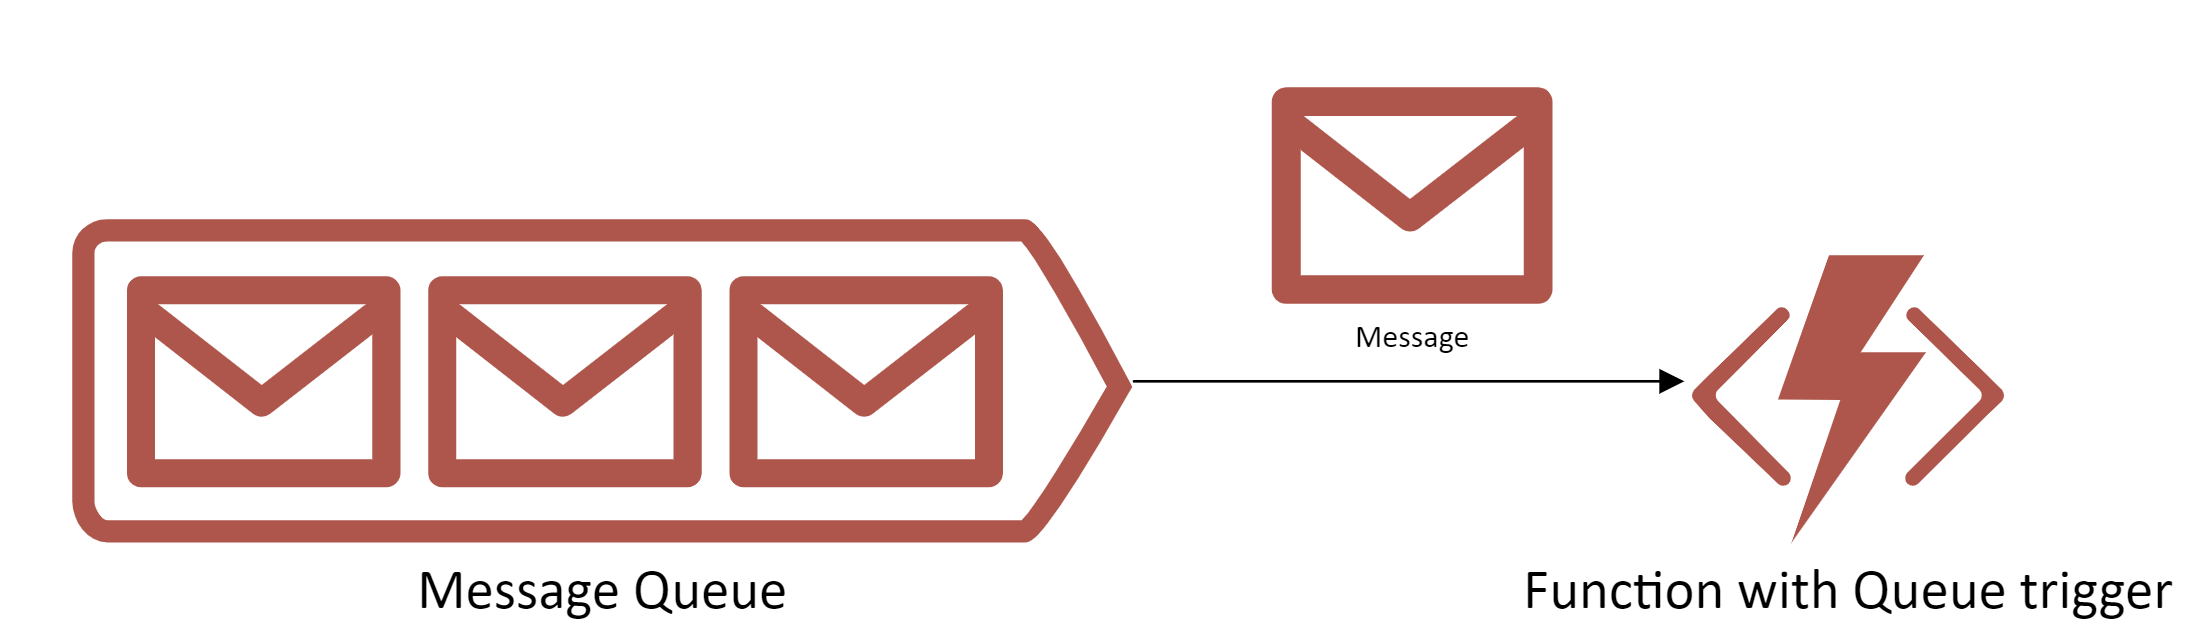 Message
Message Queue
Function with Queue trigger